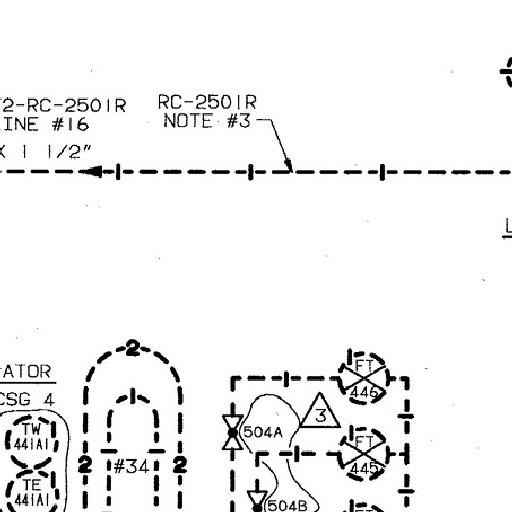 2-RC-2501R
INE #16
X 1 1/2"
RC-2501R
NOTE #3
L
ATOR
CSG 4
TW
441A1
TE
441A1
2
1
2
2
#34
FT
446
3
504A
FT
445
504B